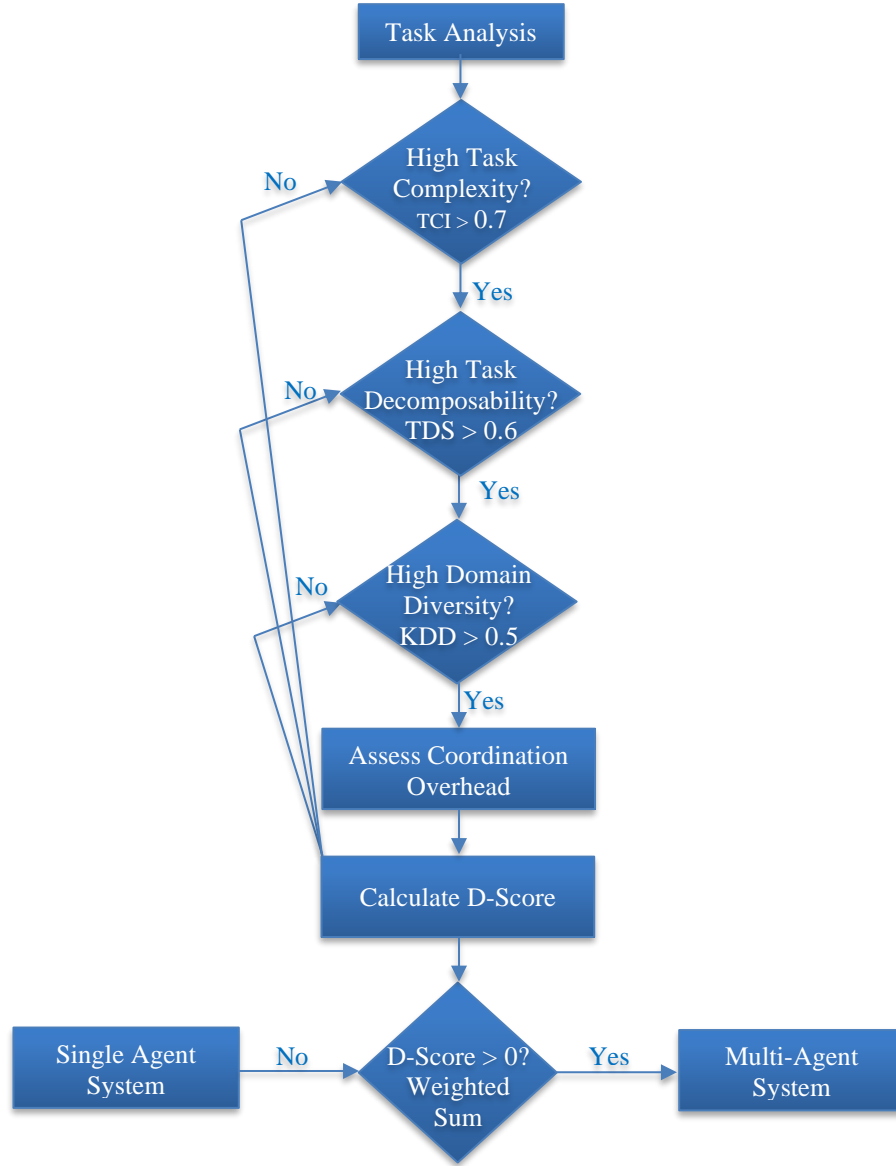 Task Analysis
High Task
Complexity?
TCI > 0.7
No
Yes
High Task
Decomposability?
TDS > 0.6
No
Yes
High Domain
Diversity?
KDD > 0.5
No
Yes
Assess Coordination
Overhead
Calculate D-Score
Single Agent
System
No
D-Score > 0?
Weighted
Sum
Yes
Multi-Agent
System